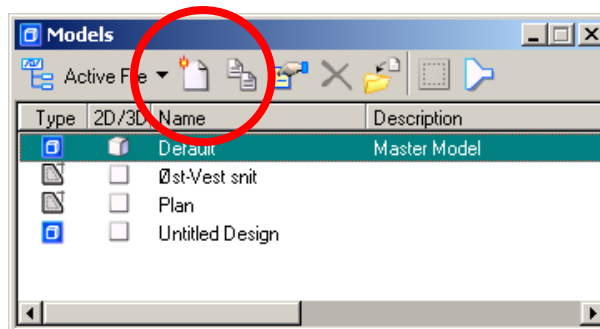 Models
Active File
Type 2D/3D Name Description
Default Master Model
Øst-Vest snit
Plan
Untitled Design